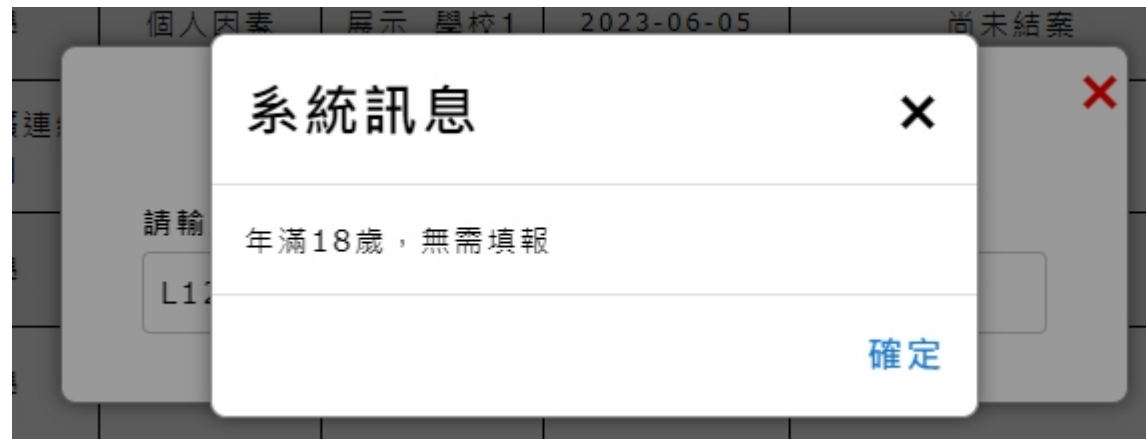 個人因素 展示 學校1 2023-06-05 尚未結案
系統訊息
連
請輸
年滿18歲，無需填報
L12
確定